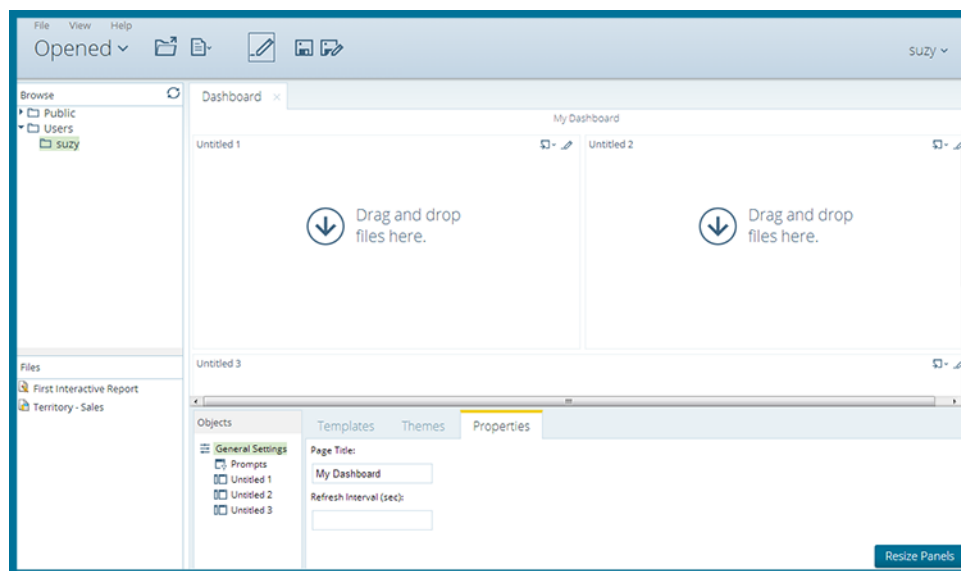 File View Help
Opened
suzy
Browse
Dashboard ×
Public
Users
suzy
My Dashboard
Untitled 1
Untitled 2
Drag and drop
files here.
Drag and drop
files here.
Untitled 3
Files
First Interactive Report
Territory - Sales
Objects
General Settings
Prompts
Untitled 1
Untitled 2
Untitled 3
Templates Themes Properties
Page Title:
My Dashboard
Refresh Interval (sec):
Resize Panels